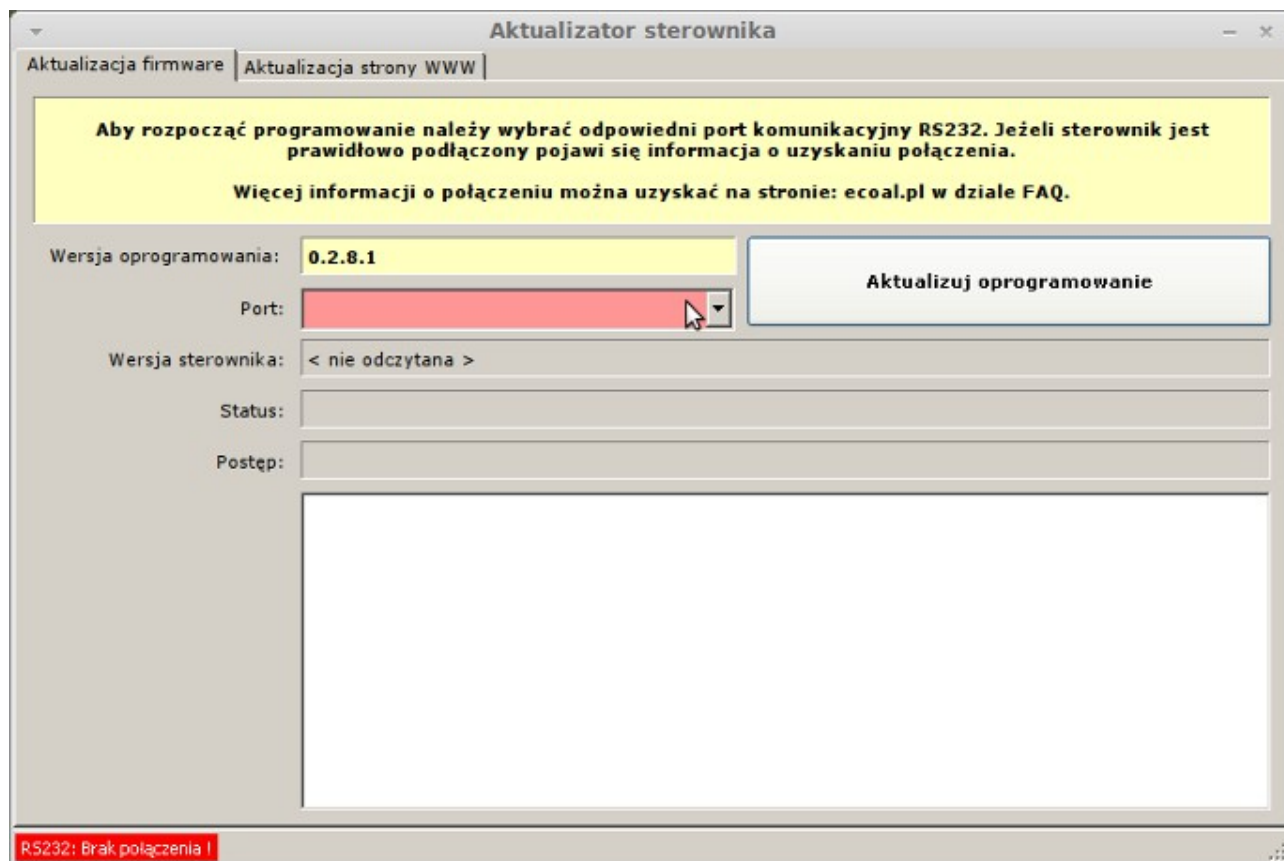 Aktualizator sterownika
Aktualizacja firmware
Aktualizacja strony WWW
Aby rozpocząć programowanie należy wybrać odpowiedni port komunikacyjny RS232. Jeżeli sterownik jest
prawidłowo podłączony pojawi się informacja o uzyskaniu połączenia.
Więcej informacji o połączeniu można uzyskać na stronie: ecoal.pl w dziale FAQ.
Wersja oprogramowania: 0.2.8.1
Aktualizuj oprogramowanie
Port:
Wersja sterownika: < nie odczytana >
Status:
Postęp:
RS232: Brak połączenia !